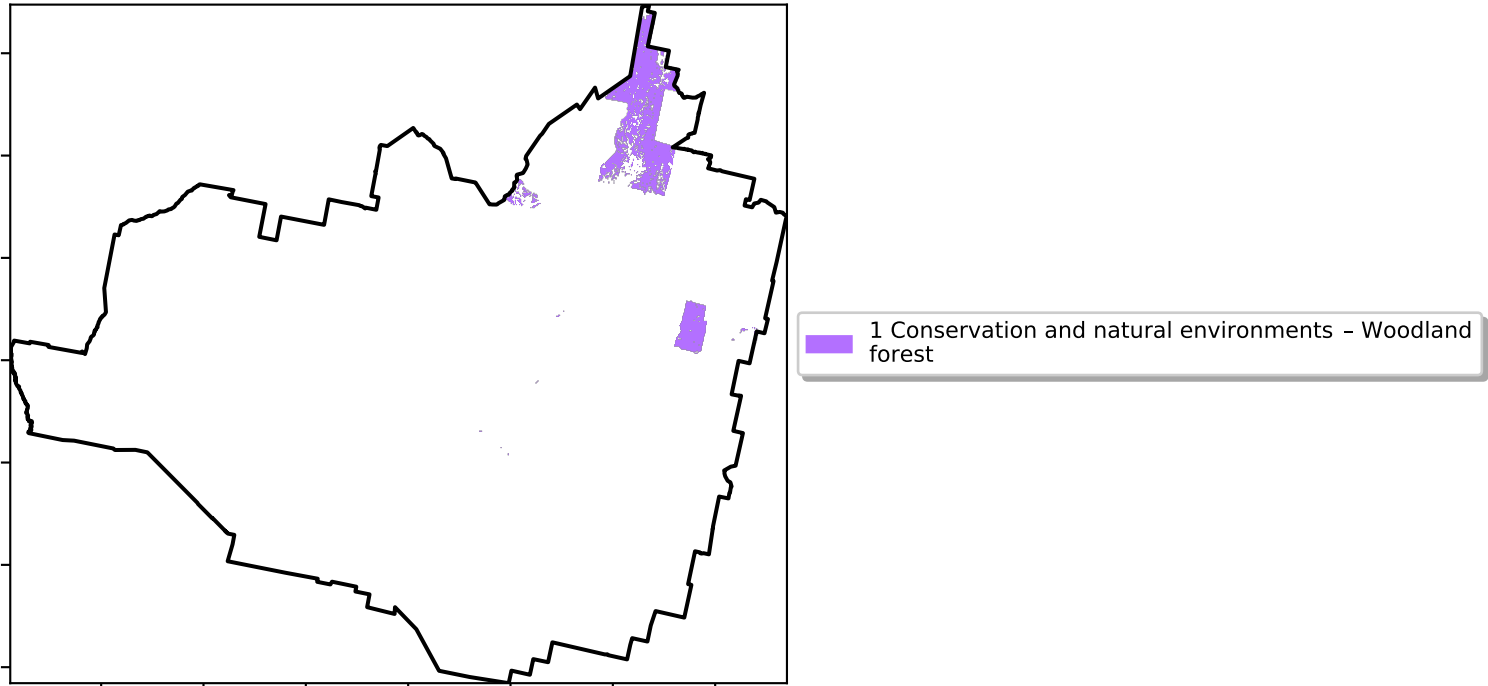 1 Conservation and natural environments – Woodland
forest